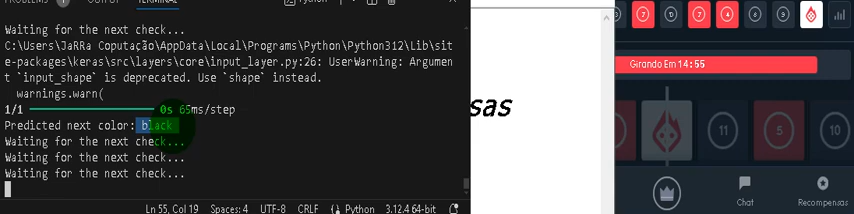 PROBLEMS
OUTPUT
TERMINAL
Python
Waiting for the next check...
C:\Users\JaRRa Coputação\AppData\Local\Programs\Python\Python312\Lib\sit
e-packages\keras\src\layers\core\input_layer.py:26: UserWarning: Argumen
t `input_shape` is deprecated. Use `shape` instead.
warnings.warn(
1/1 0s 65ms/step
Predicted next color: black
Waiting for the next check...
Waiting for the next check...
Waiting for the next check...
Ln 55, Col 19 Spaces: 4 UTF-8 CRLF Python 3.12.4 64-bit
sas
Girando Em 14:55
11
5
10
Chat
Recompensas